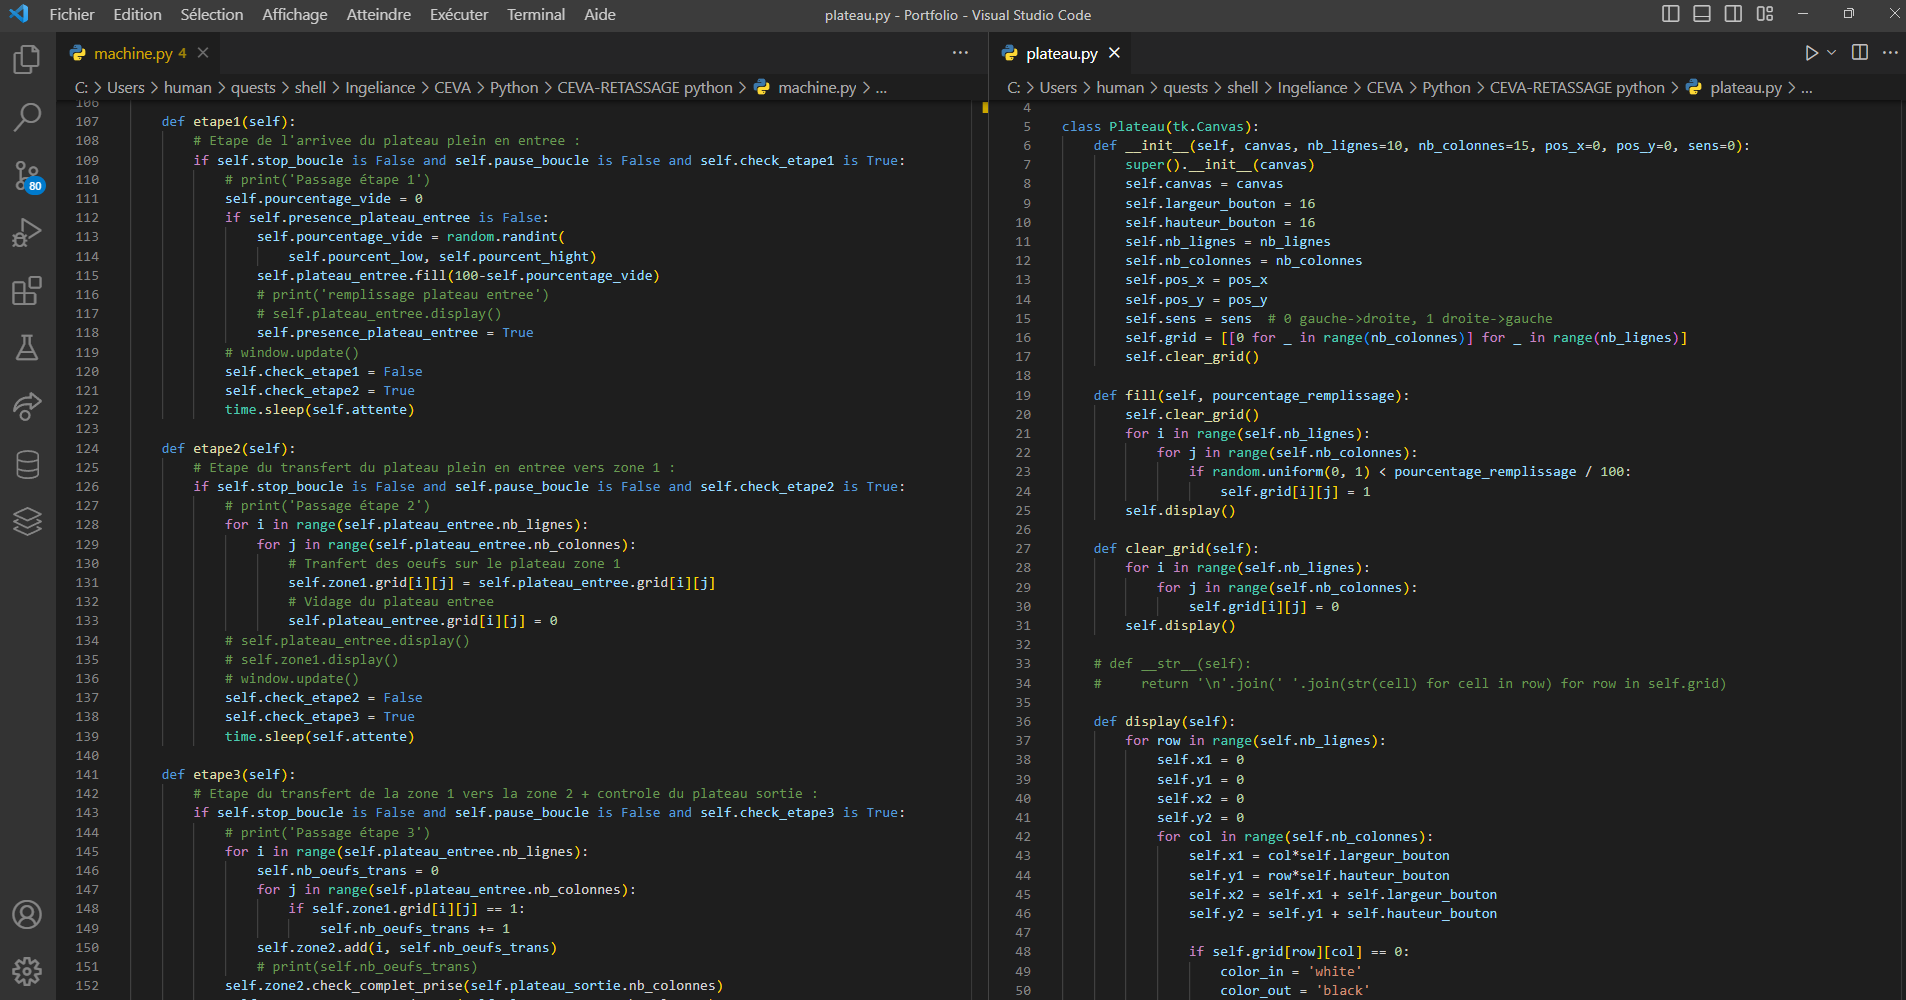 Fichier Edition Sélection Affichage Atteindre Exécuter Terminal Aide
plateau.py - Portfolio - Visual Studio Code
machine.py 4
C: > Users > human > quests > shell > Ingeliance > CEVA > Python > CEVA-RETASSAGE python > machine.py > ...
80
106
107 def etape1(self):
108 # Etape de l'arrivee du plateau plein en entree :
109 if self.stop_boucle is False and self.pause_boucle is False and self.check_etape1 is True:
110 # print('Passage étape 1')
111 self.pourcentage_vide = 0
112 if self.presence_plateau_entree is False:
113 self.pourcentage_vide = random.randint(
114 self.pourcent_low, self.pourcent_hight)
115 self.plateau_entree.fill(100-self.pourcentage_vide)
116 # print('remplissage plateau entree')
117 # self.plateau_entree.display()
118 self.presence_plateau_entree = True
119 # window.update()
120 self.check_etape1 = False
121 self.check_etape2 = True
122 time.sleep(self.attente)
123
124 def etape2(self):
125 # Etape du transfert du plateau plein en entree vers zone 1 :
126 if self.stop_boucle is False and self.pause_boucle is False and self.check_etape2 is True:
127 # print('Passage étape 2')
128 for i in range(self.plateau_entree.nb_lignes):
129 for j in range(self.plateau_entree.nb_colonnes):
130 # Tranfert des oeufs sur le plateau zone 1
131 self.zone1.grid[i][j] = self.plateau_entree.grid[i][j]
132 # Vidage du plateau entree
133 self.plateau_entree.grid[i][j] = 0
134 # self.plateau_entree.display()
135 # self.zone1.display()
136 # window.update()
137 self.check_etape2 = False
138 self.check_etape3 = True
139 time.sleep(self.attente)
140
141 def etape3(self):
142 # Etape du transfert de la zone 1 vers la zone 2 + controle du plateau sortie :
143 if self.stop_boucle is False and self.pause_boucle is False and self.check_etape3 is True:
144 # print('Passage étape 3')
145 for i in range(self.plateau_entree.nb_lignes):
146 self.nb_oeufs_trans = 0
147 for j in range(self.plateau_entree.nb_colonnes):
148 if self.zone1.grid[i][j] == 1:
149 self.nb_oeufs_trans += 1
150 self.zone2.add(i, self.nb_oeufs_trans)
151 # print(self.nb_oeufs_trans)
152 self.zone2.check_complet_prise(self.plateau_sortie.nb_colonnes)
plateau.py
C: > Users > human > quests > shell > Ingeliance > CEVA > Python > CEVA-RETASSAGE python > plateau.py > ...
4
5 class Plateau(tk.Canvas):
6 def __init__(self, canvas, nb_lignes=10, nb_colonnes=15, pos_x=0, pos_y=0, sens=0):
7 super().__init__(canvas)
8 self.canvas = canvas
9 self.largeur_bouton = 16
10 self.hauteur_bouton = 16
11 self.nb_lignes = nb_lignes
12 self.nb_colonnes = nb_colonnes
13 self.pos_x = pos_x
14 self.pos_y = pos_y
15 self.sens = sens # 0 gauche->droite, 1 droite->gauche
16 self.grid = [[0 for _ in range(nb_colonnes)] for _ in range(nb_lignes)]
17 self.clear_grid()
18
19 def fill(self, pourcentage_remplissage):
20 self.clear_grid()
21 for i in range(self.nb_lignes):
22 for j in range(self.nb_colonnes):
23 if random.uniform(0, 1) < pourcentage_remplissage / 100:
24 self.grid[i][j] = 1
25 self.display()
26
27 def clear_grid(self):
28 for i in range(self.nb_lignes):
29 for j in range(self.nb_colonnes):
30 self.grid[i][j] = 0
31 self.display()
32
33 # def __str__(self):
34 # return '\n'.join(' '.join(str(cell) for cell in row) for row in self.grid)
35
36 def display(self):
37 for row in range(self.nb_lignes):
38 self.x1 = 0
39 self.y1 = 0
40 self.x2 = 0
41 self.y2 = 0
42 for col in range(self.nb_colonnes):
43 self.x1 = col*self.largeur_bouton
44 self.y1 = row*self.hauteur_bouton
45 self.x2 = self.x1 + self.largeur_bouton
46 self.y2 = self.y1 + self.hauteur_bouton
47
48 if self.grid[row][col] == 0:
49 color_in = 'white'
50 color_out = 'black'